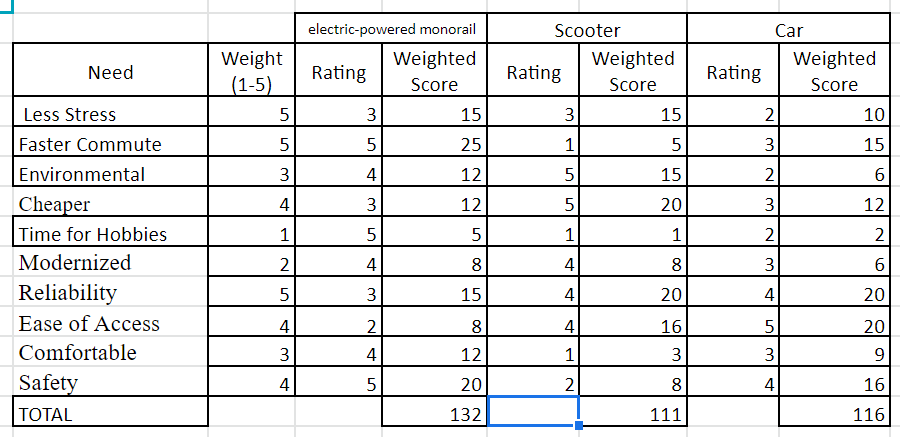 electric-powered monorail Scooter Car
Need Weight (1-5) Rating Weighted Score Rating Weighted Score Rating Weighted Score
Less Stress 5 3 15 3 15 2 10
Faster Commute 5 5 25 1 5 3 15
Environmental 3 4 12 5 15 2 6
Cheaper 4 3 12 5 20 3 12
Time for Hobbies 1 5 5 1 1 2 2
Modernized 2 4 8 4 8 3 6
Reliability 5 3 15 4 20 4 20
Ease of Access 4 2 8 4 16 5 20
Comfortable 3 4 12 1 3 3 9
Safety 4 5 20 2 8 4 16
TOTAL 132 111 116